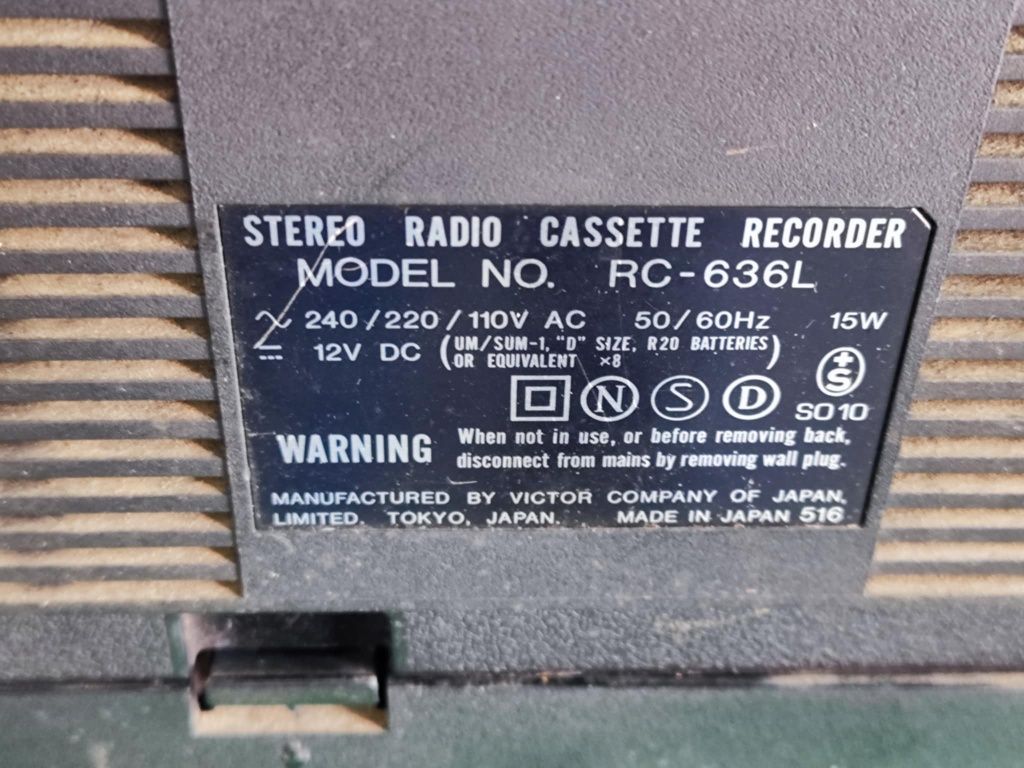 STEREO RADIO CASSETTE RECORDER
MODEL NO. RC-636L
240/220/110V AC 50/60Hz 15W
12V DC (UM/SUM-1, "D" SIZE, R20 BATTERIES)
OR EQUIVALENT ×8
N S D +S
SO10
WARNING When not in use, or before removing back,
disconnect from mains by removing wall plug.
MANUFACTURED BY VICTOR COMPANY OF JAPAN,
LIMITED. TOKYO, JAPAN. MADE IN JAPAN 516